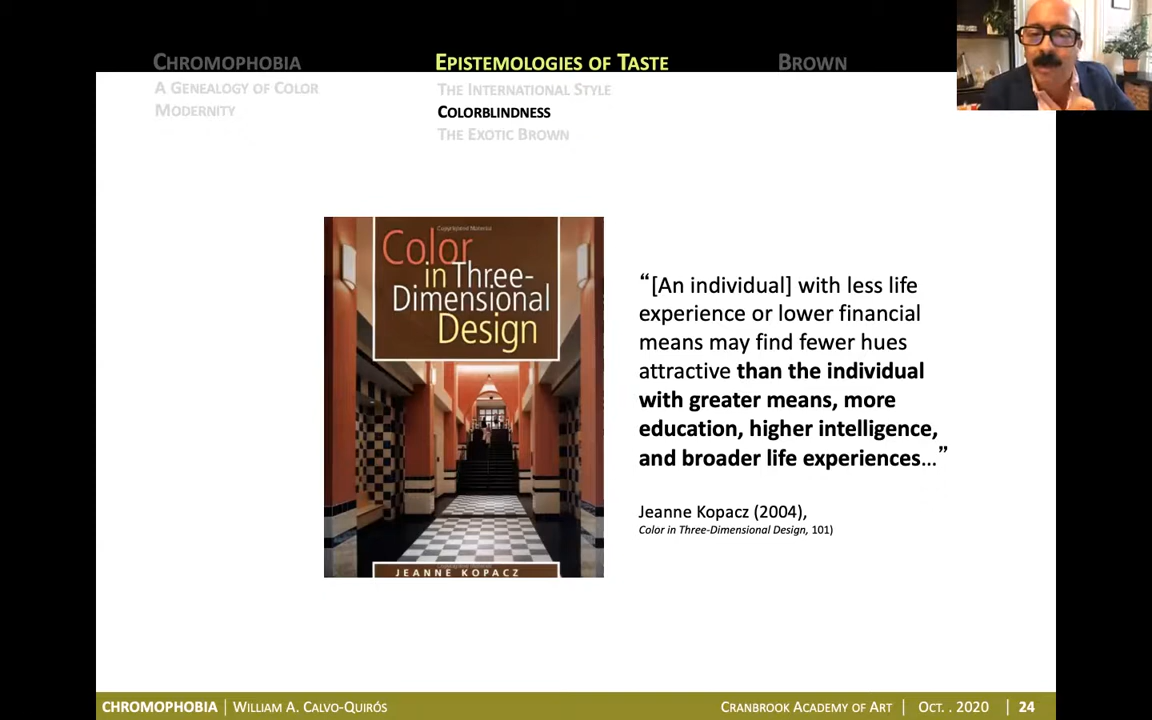 CHROMOPHOBIA
A GENEALOGY OF COLOR
MODERNITY
EPISTEMOLOGIES OF TASTE
THE INTERNATIONAL STYLE
COLORBLINDNESS
THE EXOTIC BROWN
BROWN
Copyrighted Material
Color
in Three-
Dimensional
Design
JEANNE KOPACZ
“[An individual] with less life
experience or lower financial
means may find fewer hues
attractive than the individual
with greater means, more
education, higher intelligence,
and broader life experiences…”
Jeanne Kopacz (2004),
Color in Three-Dimensional Design, 101)
CHROMOPHOBIA | WILLIAM A. CALVO-QUIRÓS
CRANBROOK ACADEMY OF ART | OCT. . 2020 | 24